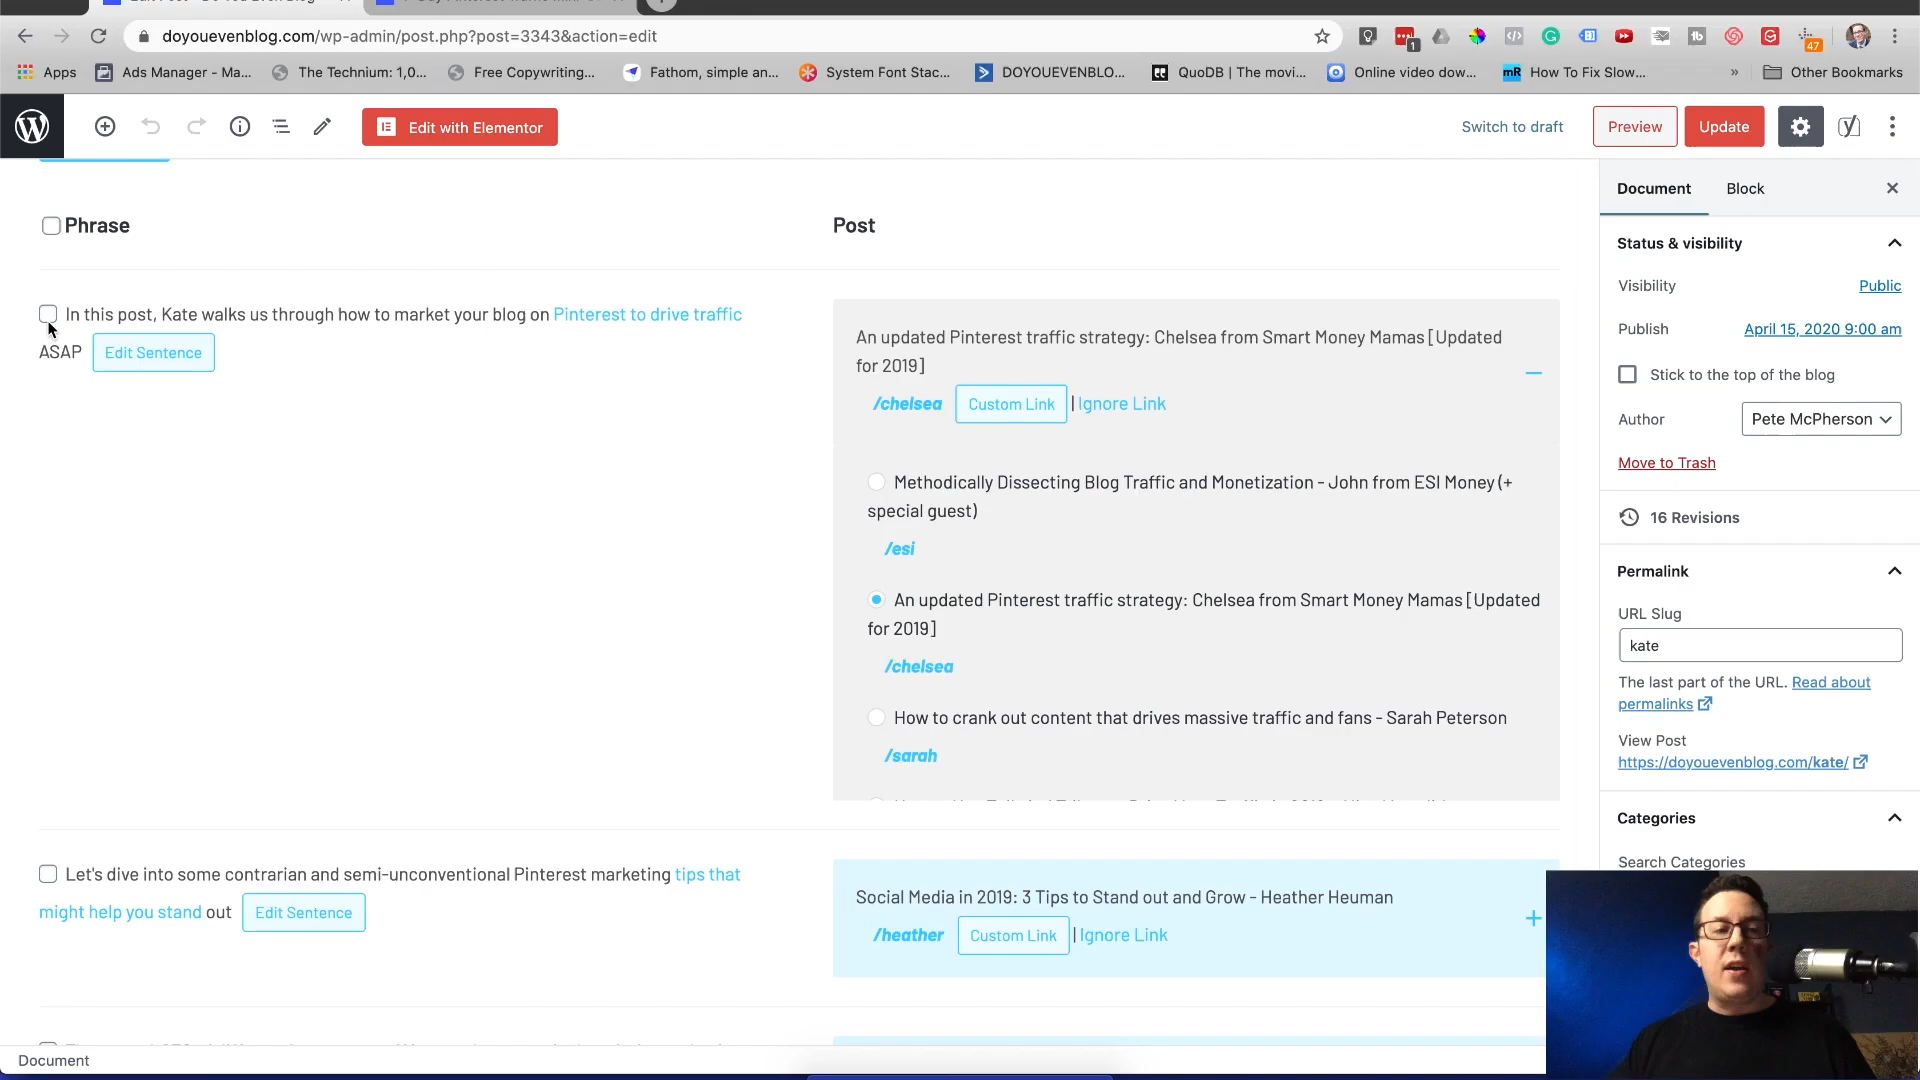 doyouevenblog.com/wp-admin/post.php?post=3343&action=edit
1
47
Apps
Ads Manager - Ma...
The Technium: 1,0...
Free Copywriting...
Fathom, simple an...
System Font Stac...
DOYOUEVENBLO...
QuoDB | The movi...
Online video dow...
How To Fix Slow...
»
Other Bookmarks
Edit with Elementor
Switch to draft
Preview
Update
Phrase
Post
In this post, Kate walks us through how to market your blog on Pinterest to drive traffic
ASAP Edit Sentence
An updated Pinterest traffic strategy: Chelsea from Smart Money Mamas [Updated
for 2019]
/chelsea Custom Link | Ignore Link
Methodically Dissecting Blog Traffic and Monetization - John from ESI Money (+
special guest)
/esi
An updated Pinterest traffic strategy: Chelsea from Smart Money Mamas [Updated
for 2019]
/chelsea
How to crank out content that drives massive traffic and fans - Sarah Peterson
/sarah
Let's dive into some contrarian and semi-unconventional Pinterest marketing tips that
might help you stand out Edit Sentence
Social Media in 2019: 3 Tips to Stand out and Grow - Heather Heuman
/heather Custom Link | Ignore Link
Document
Document
Block
Status & visibility
Visibility
Public
Publish
April 15, 2020 9:00 am
Stick to the top of the blog
Author
Pete McPherson
Move to Trash
16 Revisions
Permalink
URL Slug
kate
The last part of the URL. Read about
permalinks
View Post
https://doyouevenblog.com/kate/
Categories
Search Categories